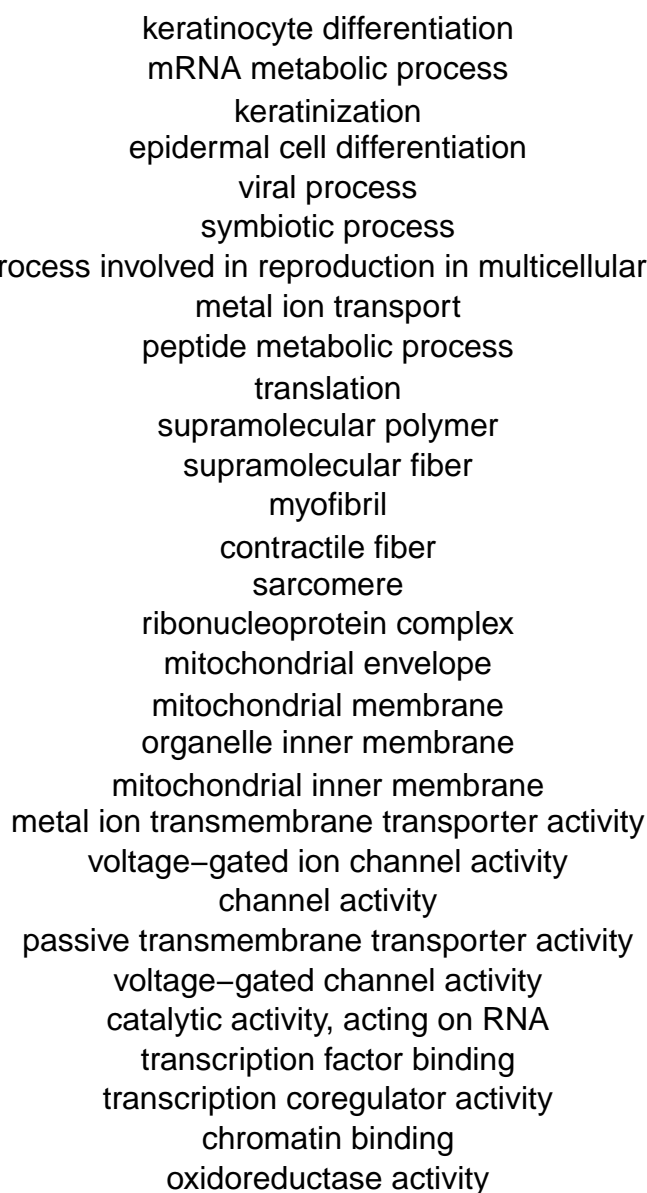 keratinocyte differentiation
mRNA metabolic process
keratinization
epidermal cell differentiation
viral process
symbiotic process
rocess involved in reproduction in multicellular
metal ion transport
peptide metabolic process
translation
supramolecular polymer
supramolecular fiber
myofibril
contractile fiber
sarcomere
ribonucleoprotein complex
mitochondrial envelope
mitochondrial membrane
organelle inner membrane
mitochondrial inner membrane
metal ion transmembrane transporter activity
voltage−gated ion channel activity
channel activity
passive transmembrane transporter activity
voltage−gated channel activity
catalytic activity, acting on RNA
transcription factor binding
transcription coregulator activity
chromatin binding
oxidoreductase activity